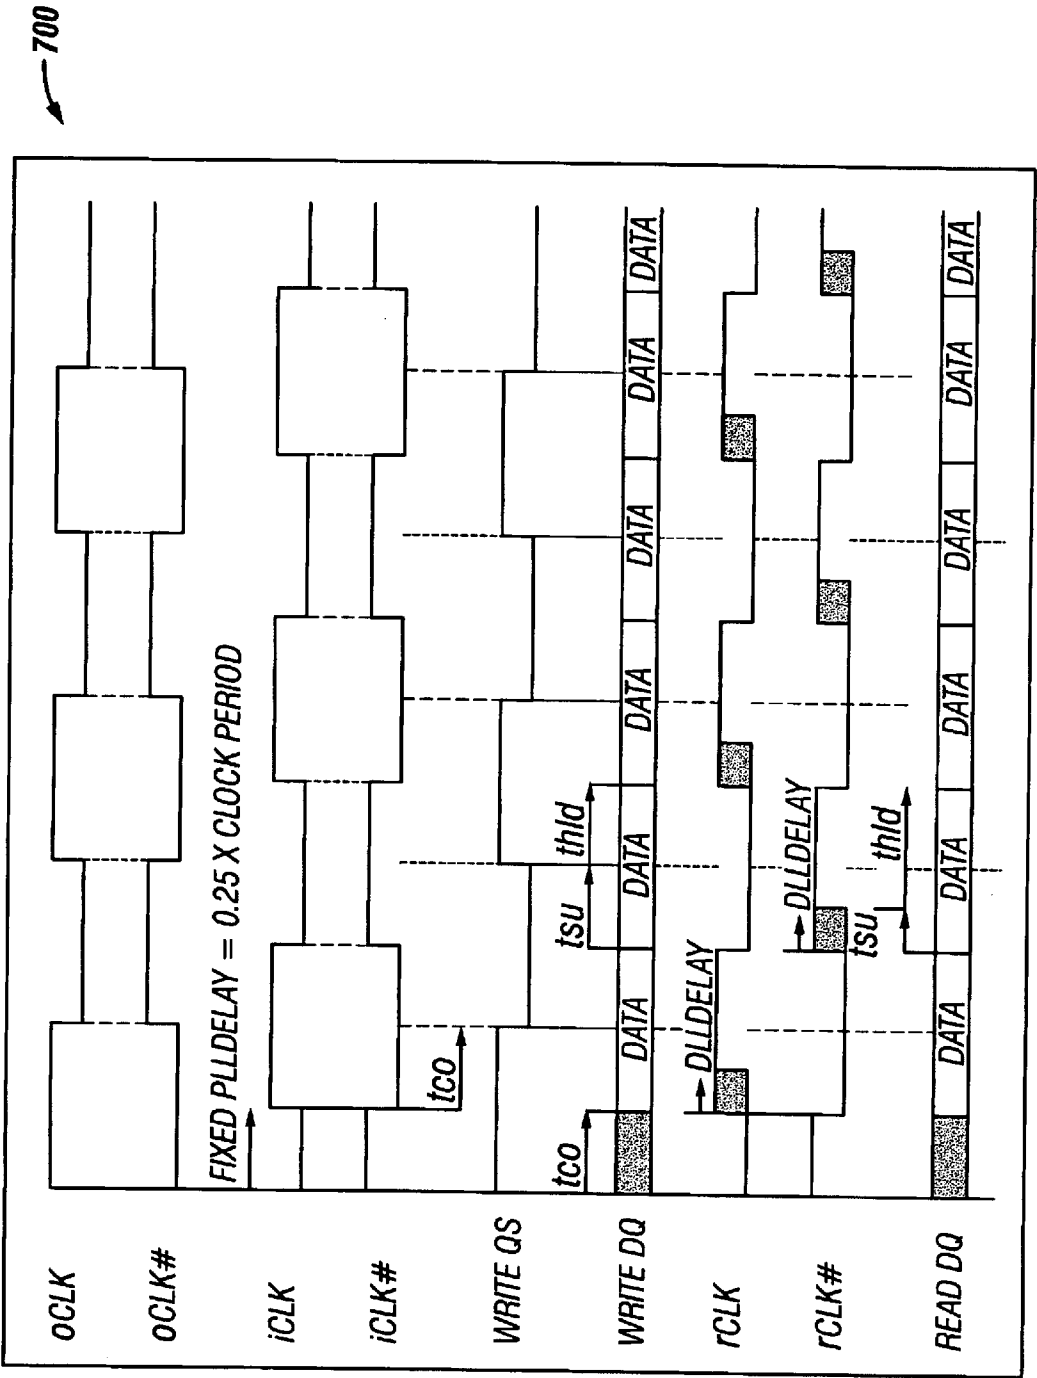 700
oCLK
oCLK#
FIXED PLLDELAY = 0.25 X CLOCK PERIOD
iCLK
iCLK#
tco
WRITE QS
tco
tsu
thld
WRITE DQ
DATA
DATA
DATA
DATA
DATA
DATA
DLLDELAY
rCLK
DLLDELAY
rCLK#
tsu
thld
READ DQ
DATA
DATA
DATA
DATA
DATA
DATA